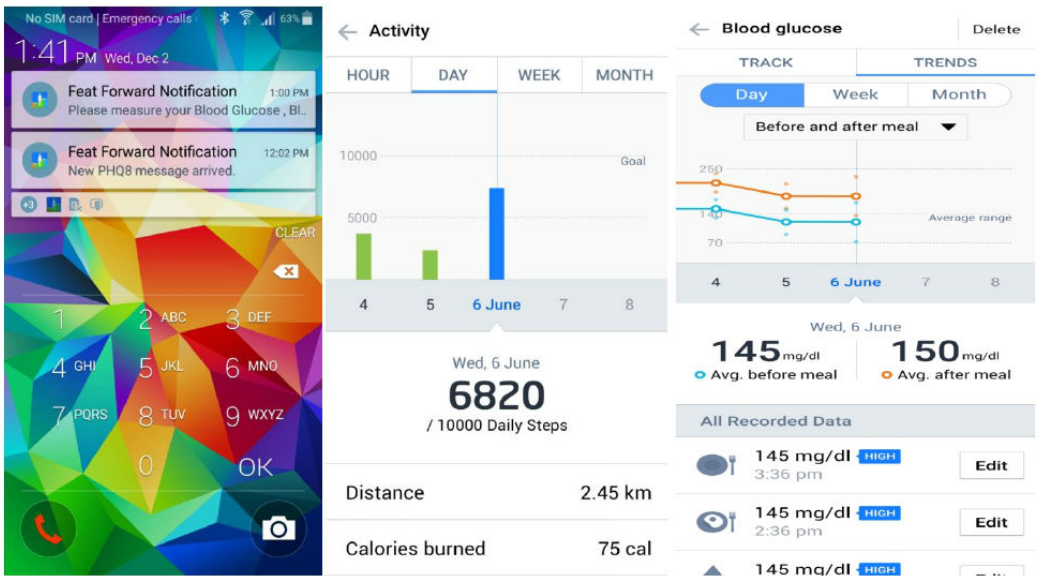 No SIM card | Emergency calls
63%
1:41 PM Wed, Dec 2
Feat Forward Notification 1:00 PM
Please measure your Blood Glucose , Bl..
Feat Forward Notification 12:02 PM
New PHQ8 message arrived.
+3
CLEAR
1 2 ABC 3 DEF
4 GHI 5 JKL 6 MNO
7 PQRS 8 TUV 9 WXYZ
0 OK
Activity
HOUR DAY WEEK MONTH
10000 Goal
5000
4 5 6 June 7 8
Wed, 6 June
6820
/ 10000 Daily Steps
Distance 2.45 km
Calories burned 75 cal
Blood glucose Delete
TRACK TRENDS
Day Week Month
Before and after meal
250
140 Average range
70
4 5 6 June 7 8
Wed, 6 June
145 mg/dl 150 mg/dl
Avg. before meal Avg. after meal
All Recorded Data
145 mg/dl HIGH Edit
3:36 pm
145 mg/dl HIGH Edit
2:36 pm
145 mg/dl HIGH